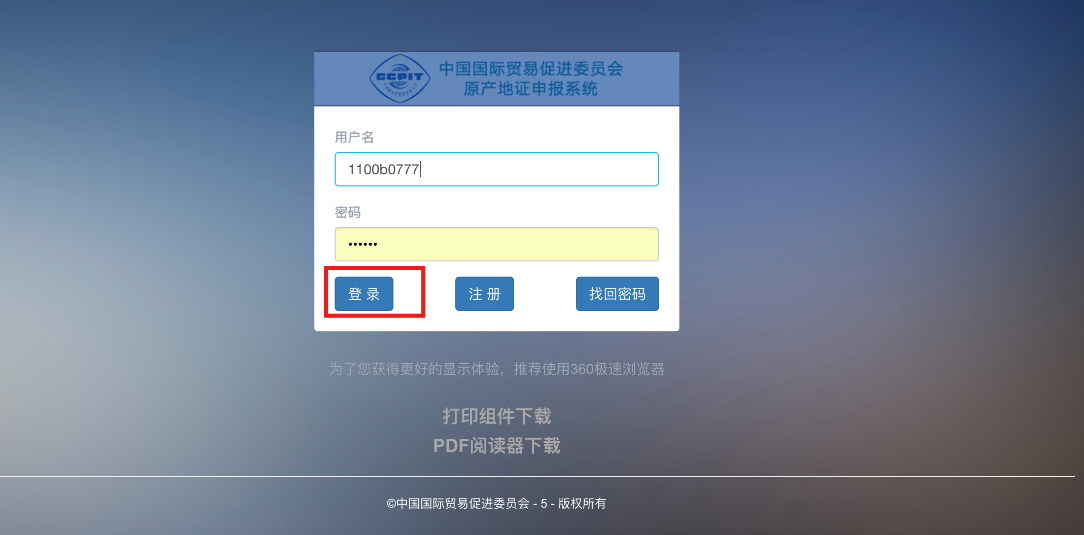 CCPIT
中国国际贸易促进委员会
原产地证申报系统
用户名
1100b0777
密码
••••••
登 录 注 册 找回密码
为了您获得更好的显示体验，推荐使用360极速浏览器
打印组件下载
PDF阅读器下载
©中国国际贸易促进委员会 - 5 - 版权所有